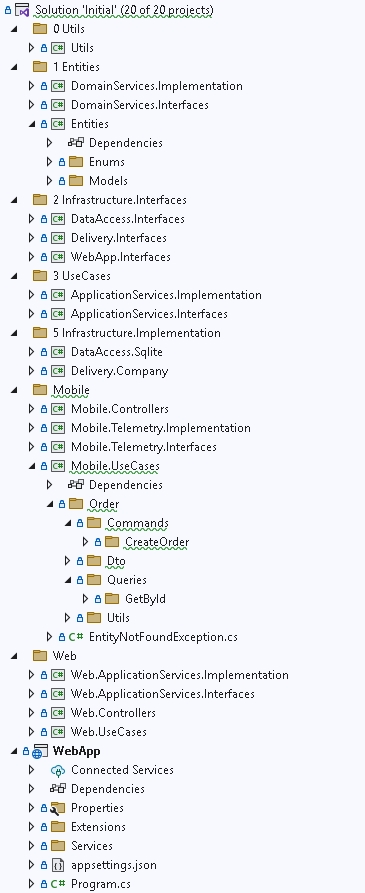 Solution 'Initial' (20 of 20 projects)
0 Utils
C# Utils
1 Entities
C# DomainServices.Implementation
C# DomainServices.Interfaces
C# Entities
Dependencies
Enums
Models
2 Infrastructure.Interfaces
C# DataAccess.Interfaces
C# Delivery.Interfaces
C# WebApp.Interfaces
3 UseCases
C# ApplicationServices.Implementation
C# ApplicationServices.Interfaces
5 Infrastructure.Implementation
C# DataAccess.Sqlite
C# Delivery.Company
Mobile
C# Mobile.Controllers
C# Mobile.Telemetry.Implementation
C# Mobile.Telemetry.Interfaces
C# Mobile.UseCases
Dependencies
Order
Commands
CreateOrder
Dto
Queries
GetById
Utils
C# EntityNotFoundException.cs
Web
C# Web.ApplicationServices.Implementation
C# Web.ApplicationServices.Interfaces
C# Web.Controllers
C# Web.UseCases
WebApp
Connected Services
Dependencies
Properties
Extensions
Services
appsettings.json
C# Program.cs